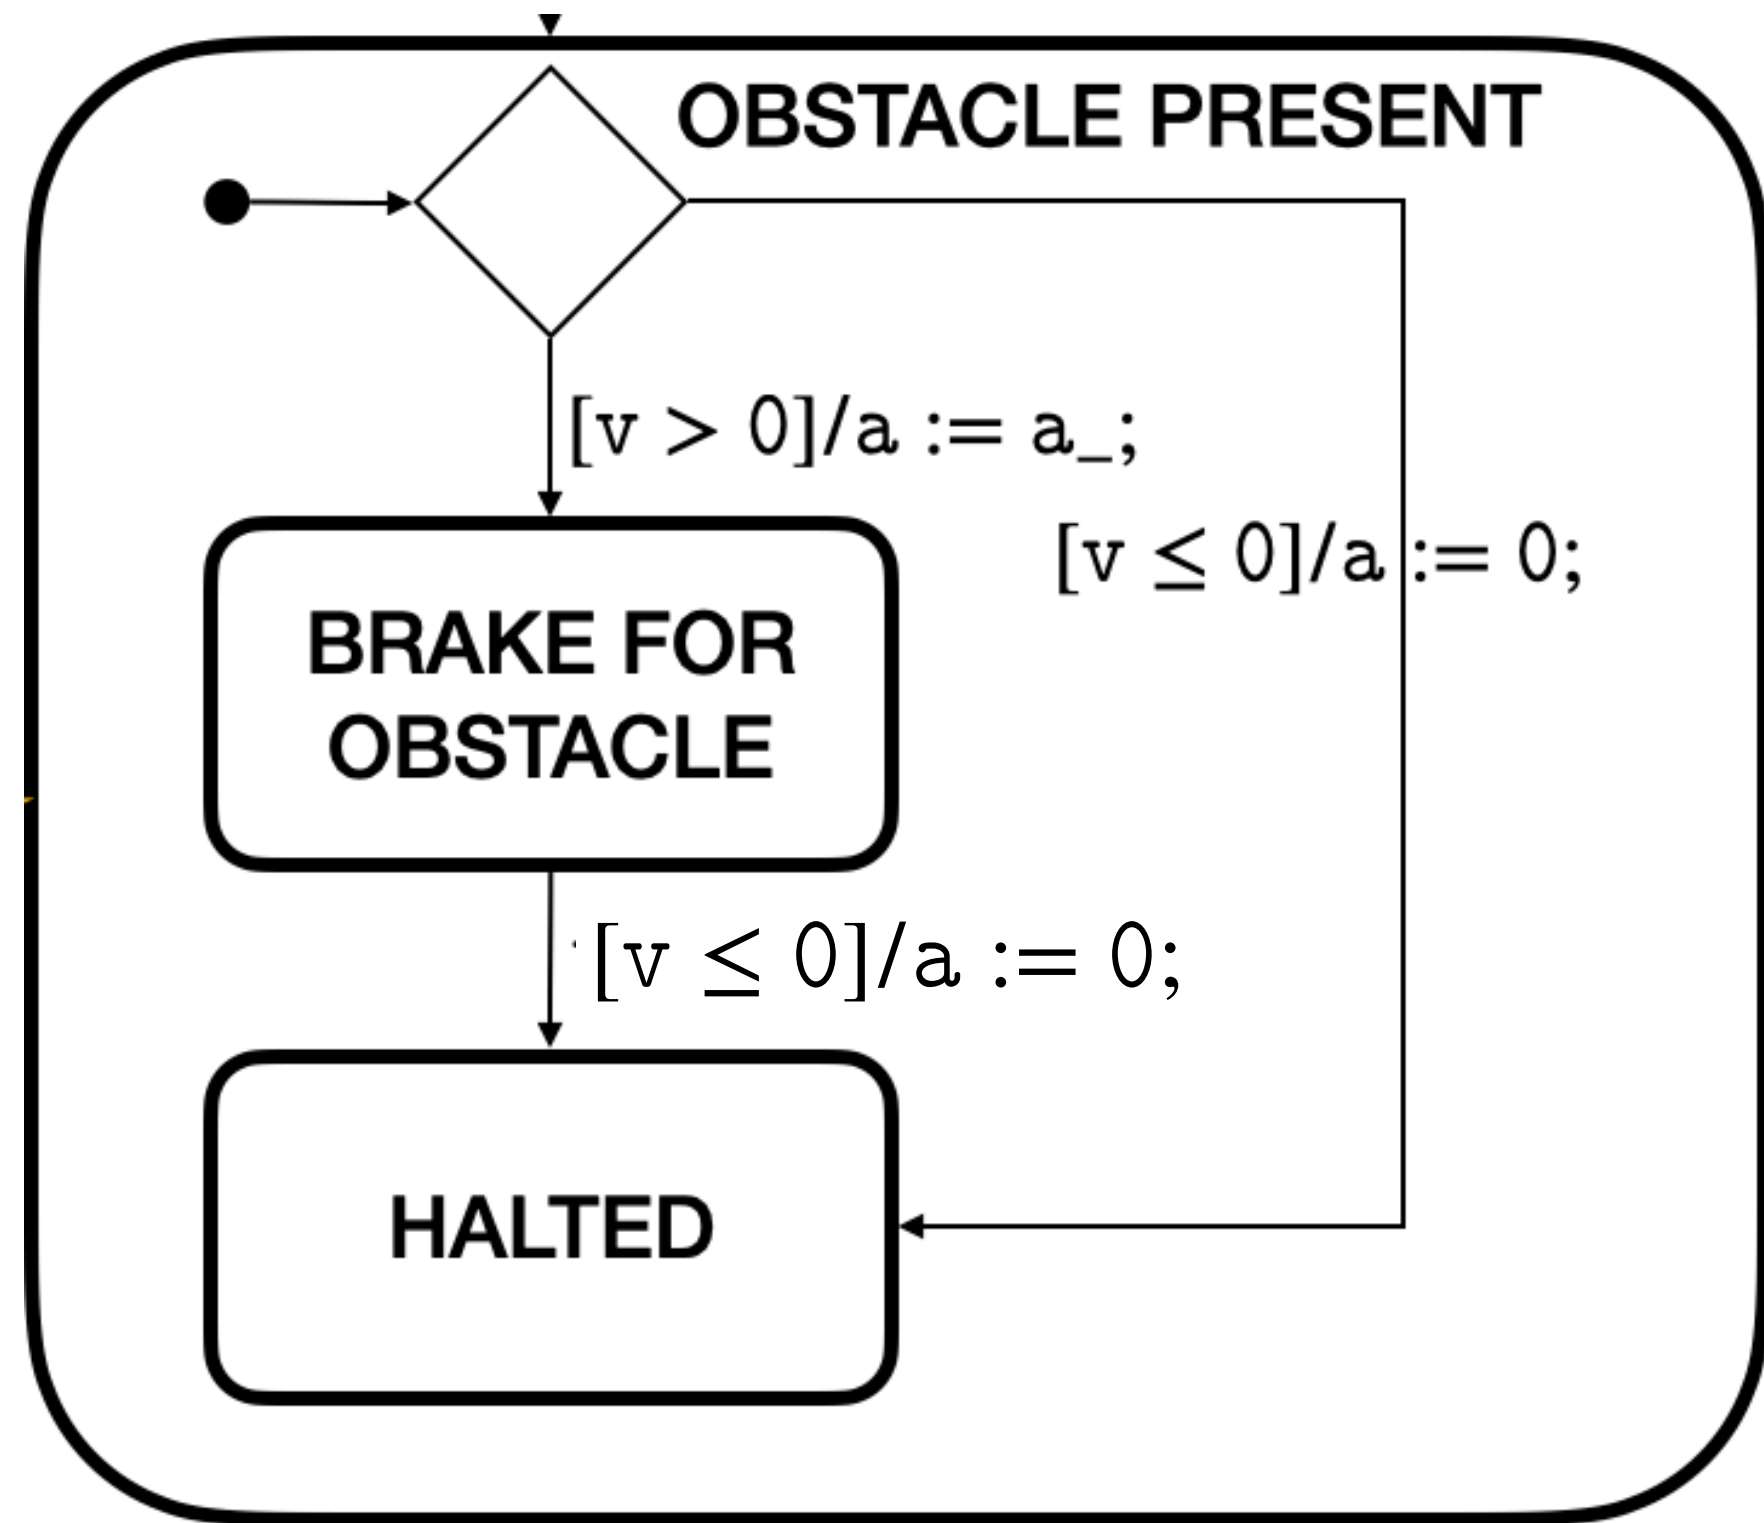 OBSTACLE PRESENT
[v > 0]/a := a_;
[v ≤ 0]/a := 0;
BRAKE FOR
OBSTACLE
[v ≤ 0]/a := 0;
HALTED